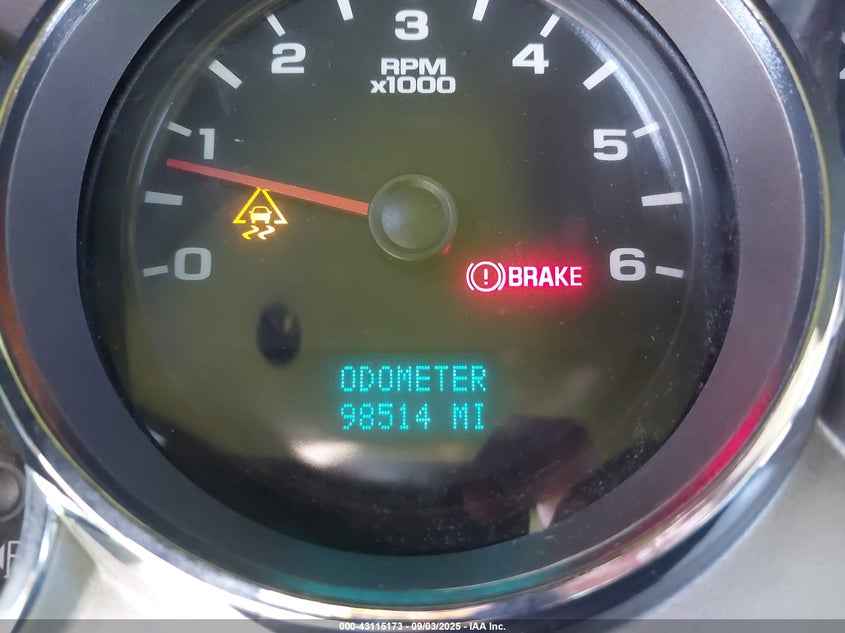 3
2
4
RPM
x1000
1
5
0
6
BRAKE
ODOMETER
98514 MI
000-43115173 - 09/03/2025 - IAA Inc.